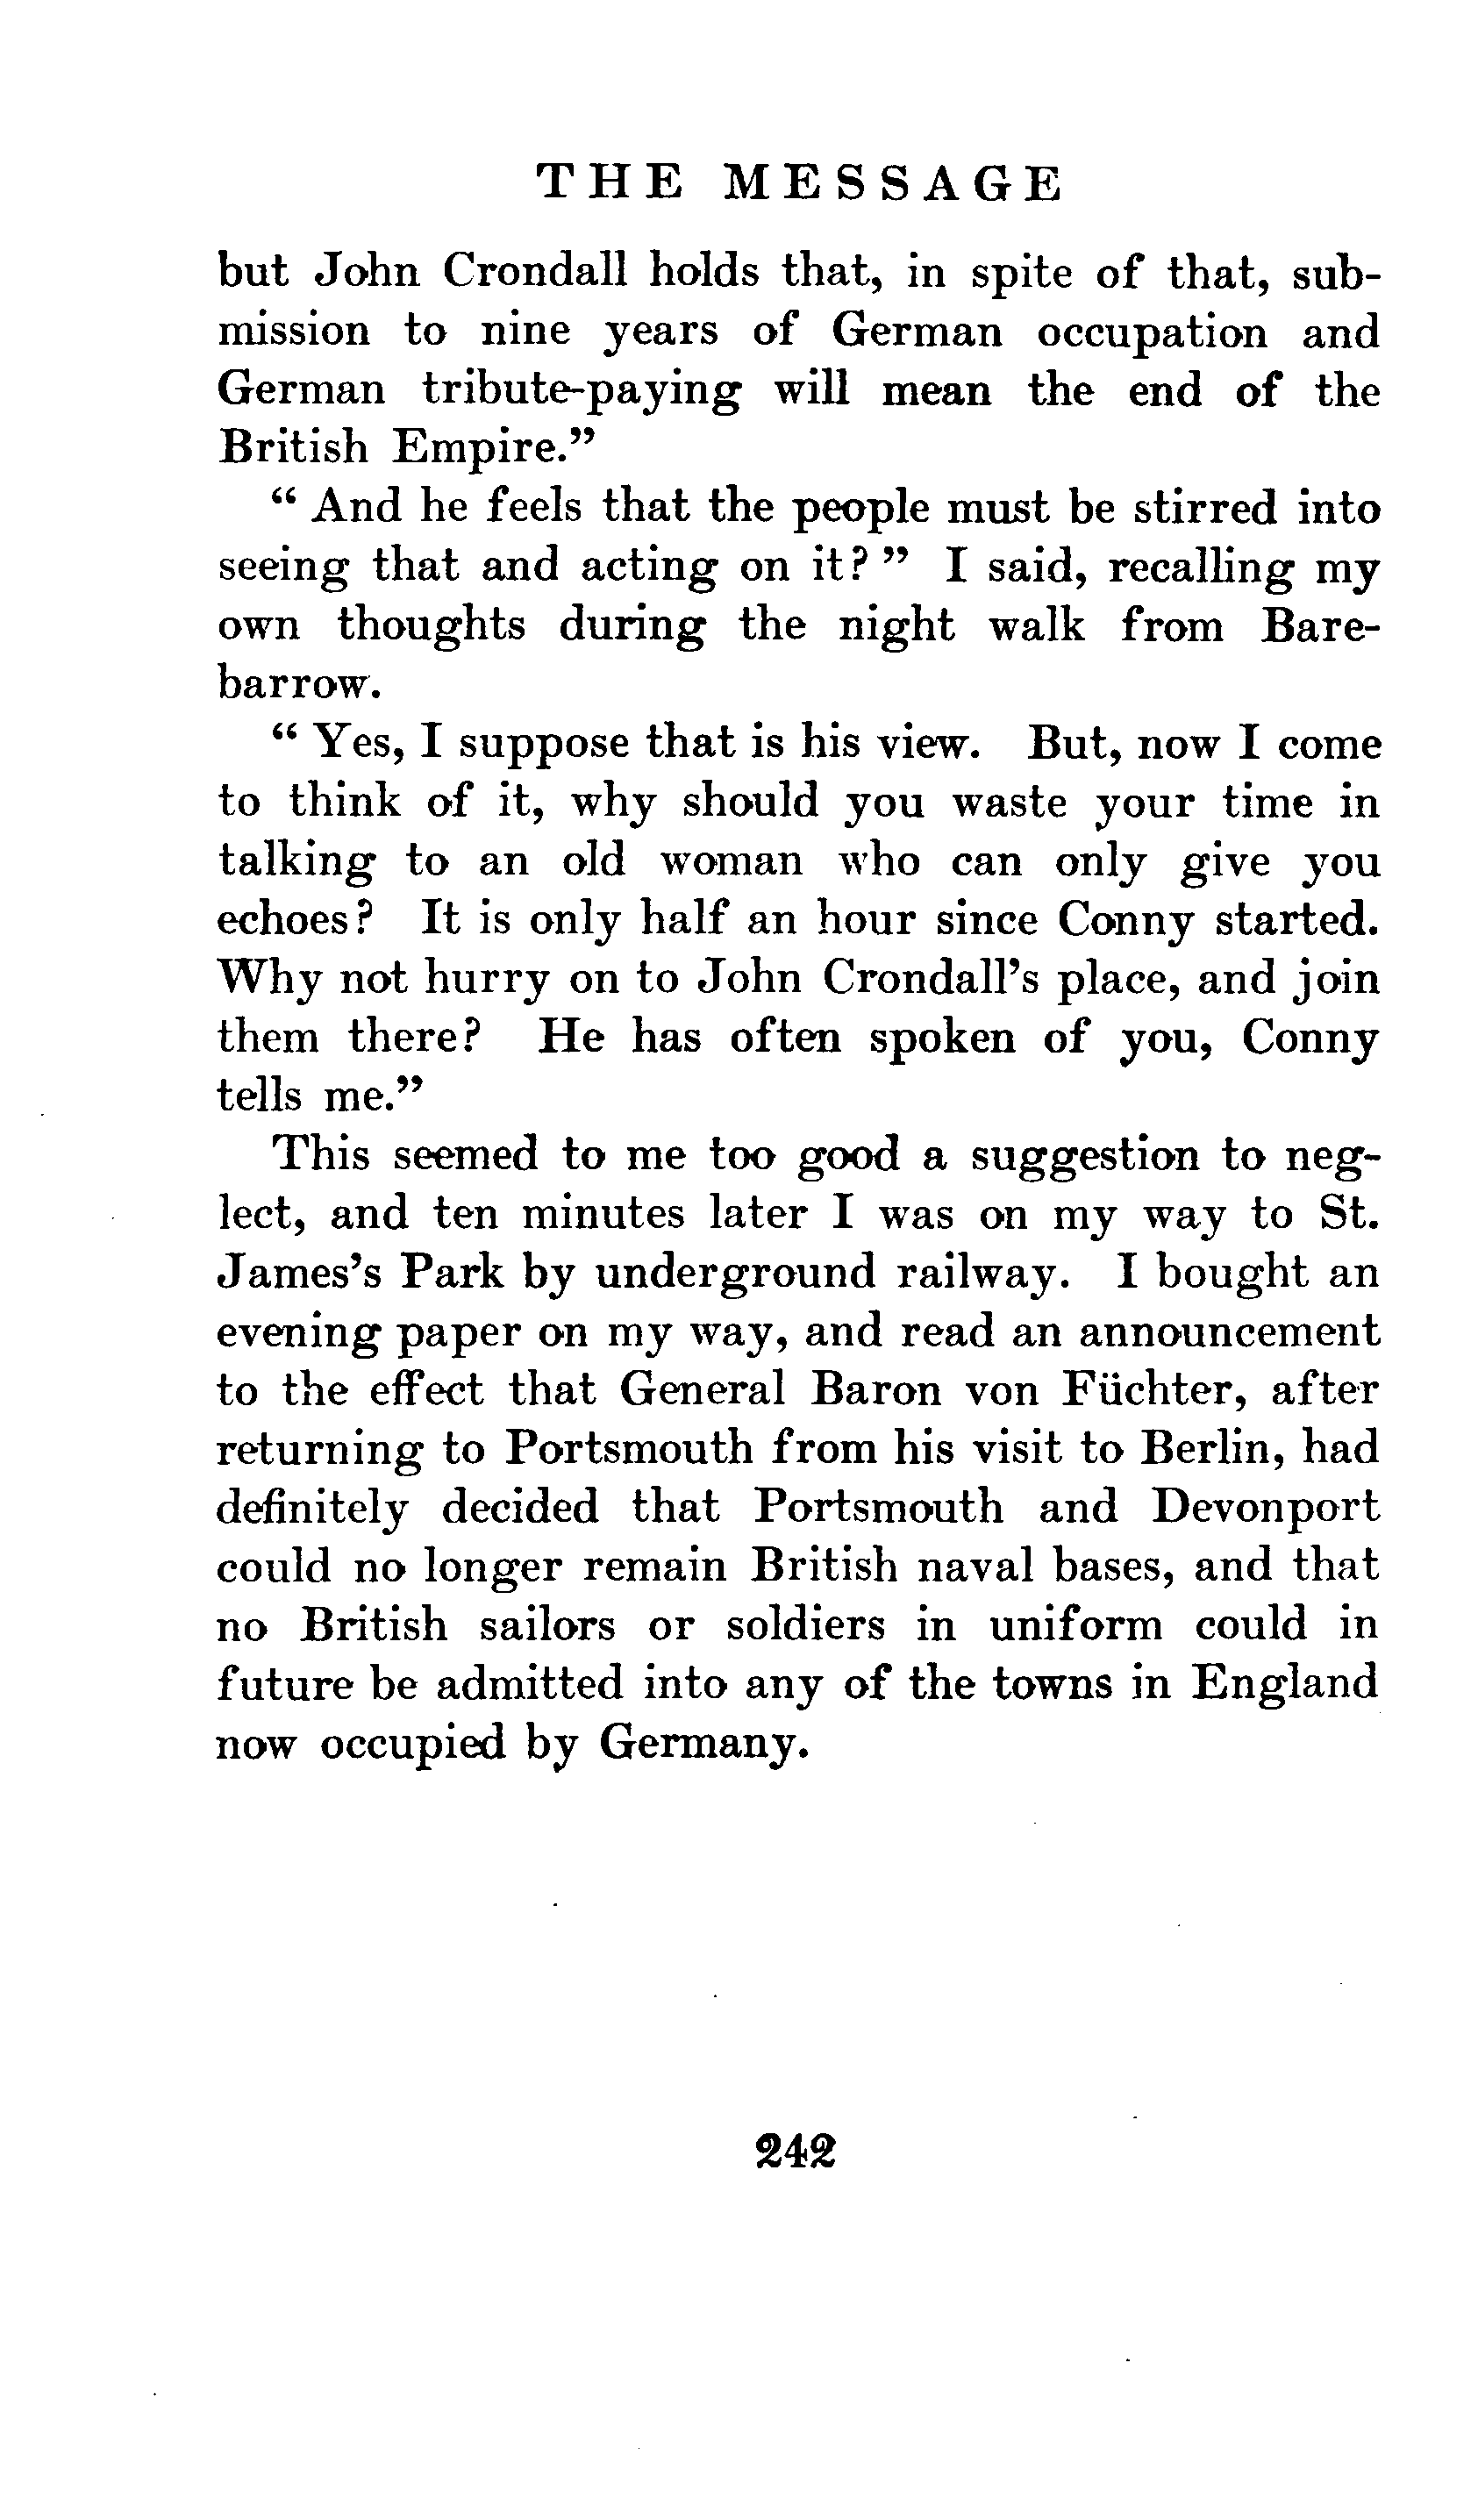 THE MESSAGE
but John Crondall holds that, in spite of that, sub-
mission to nine years of German occupation and
German tribute-paying will mean the end of the
British Empire.”
“ And he feels that the people must be stirred into
seeing that and acting on it? ” I said, recalling my
own thoughts during the night walk from Bare-
barrow.
“ Yes, I suppose that is his view. But, now I come
to think of it, why should you waste your time in
talking to an old woman who can only give you
echoes? It is only half an hour since Conny started.
Why not hurry on to John Crondall’s place, and join
them there? He has often spoken of you, Conny
tells me.”
This seemed to me too good a suggestion to neg-
lect, and ten minutes later I was on my way to St.
James’s Park by underground railway. I bought an
evening paper on my way, and read an announcement
to the effect that General Baron von Füchter, after
returning to Portsmouth from his visit to Berlin, had
definitely decided that Portsmouth and Devonport
could no longer remain British naval bases, and that
no British sailors or soldiers in uniform could in
future be admitted into any of the towns in England
now occupied by Germany.
242